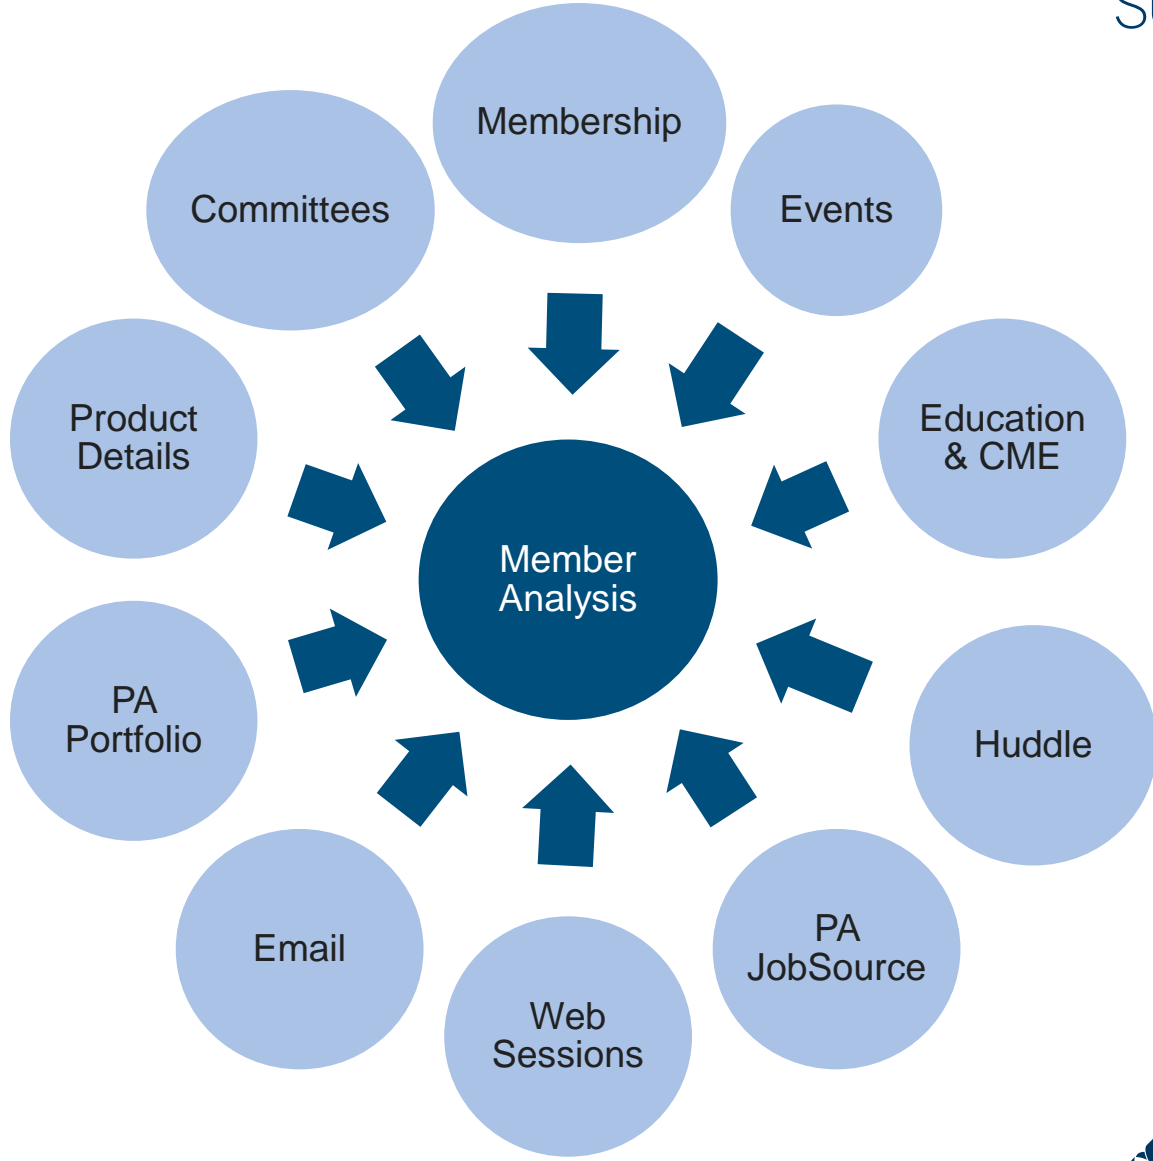 Membership
Committees
Events
Product
Details
Education
& CME
Member
Analysis
PA
Portfolio
Huddle
Email
PA
JobSource
Web
Sessions